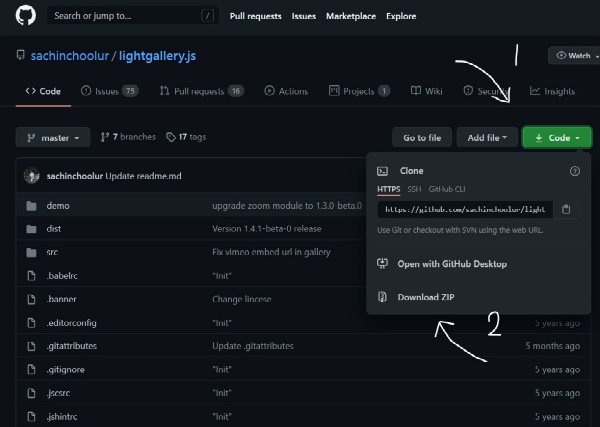 Search or jump to... /
Pull requests Issues Marketplace Explore
sachinchoolur / lightgallery.js
Watch
1
Code Issues 75 Pull requests 16 Actions Projects 1 Wiki Security Insights
master 7 branches 17 tags
Go to file Add file Code
sachinchoolur Update readme.md
demo upgrade zoom module to 1.3.0-beta.0
dist Version 1.4.1-beta-0 release
src Fix vimeo embed url in gallery
.babelrc "Init"
.banner Change lincese
.editorconfig "Init" 5 years ago
.gitattributes Update .gitattributes 5 months ago
.gitignore "Init" 5 years ago
.jscsrc "Init" 5 years ago
.jshintrc "Init" 5 years ago
Clone
HTTPS SSH GitHub CLI
https://github.com/sachinchoolur/light
Use Git or checkout with SVN using the web URL.
Open with GitHub Desktop
Download ZIP
2